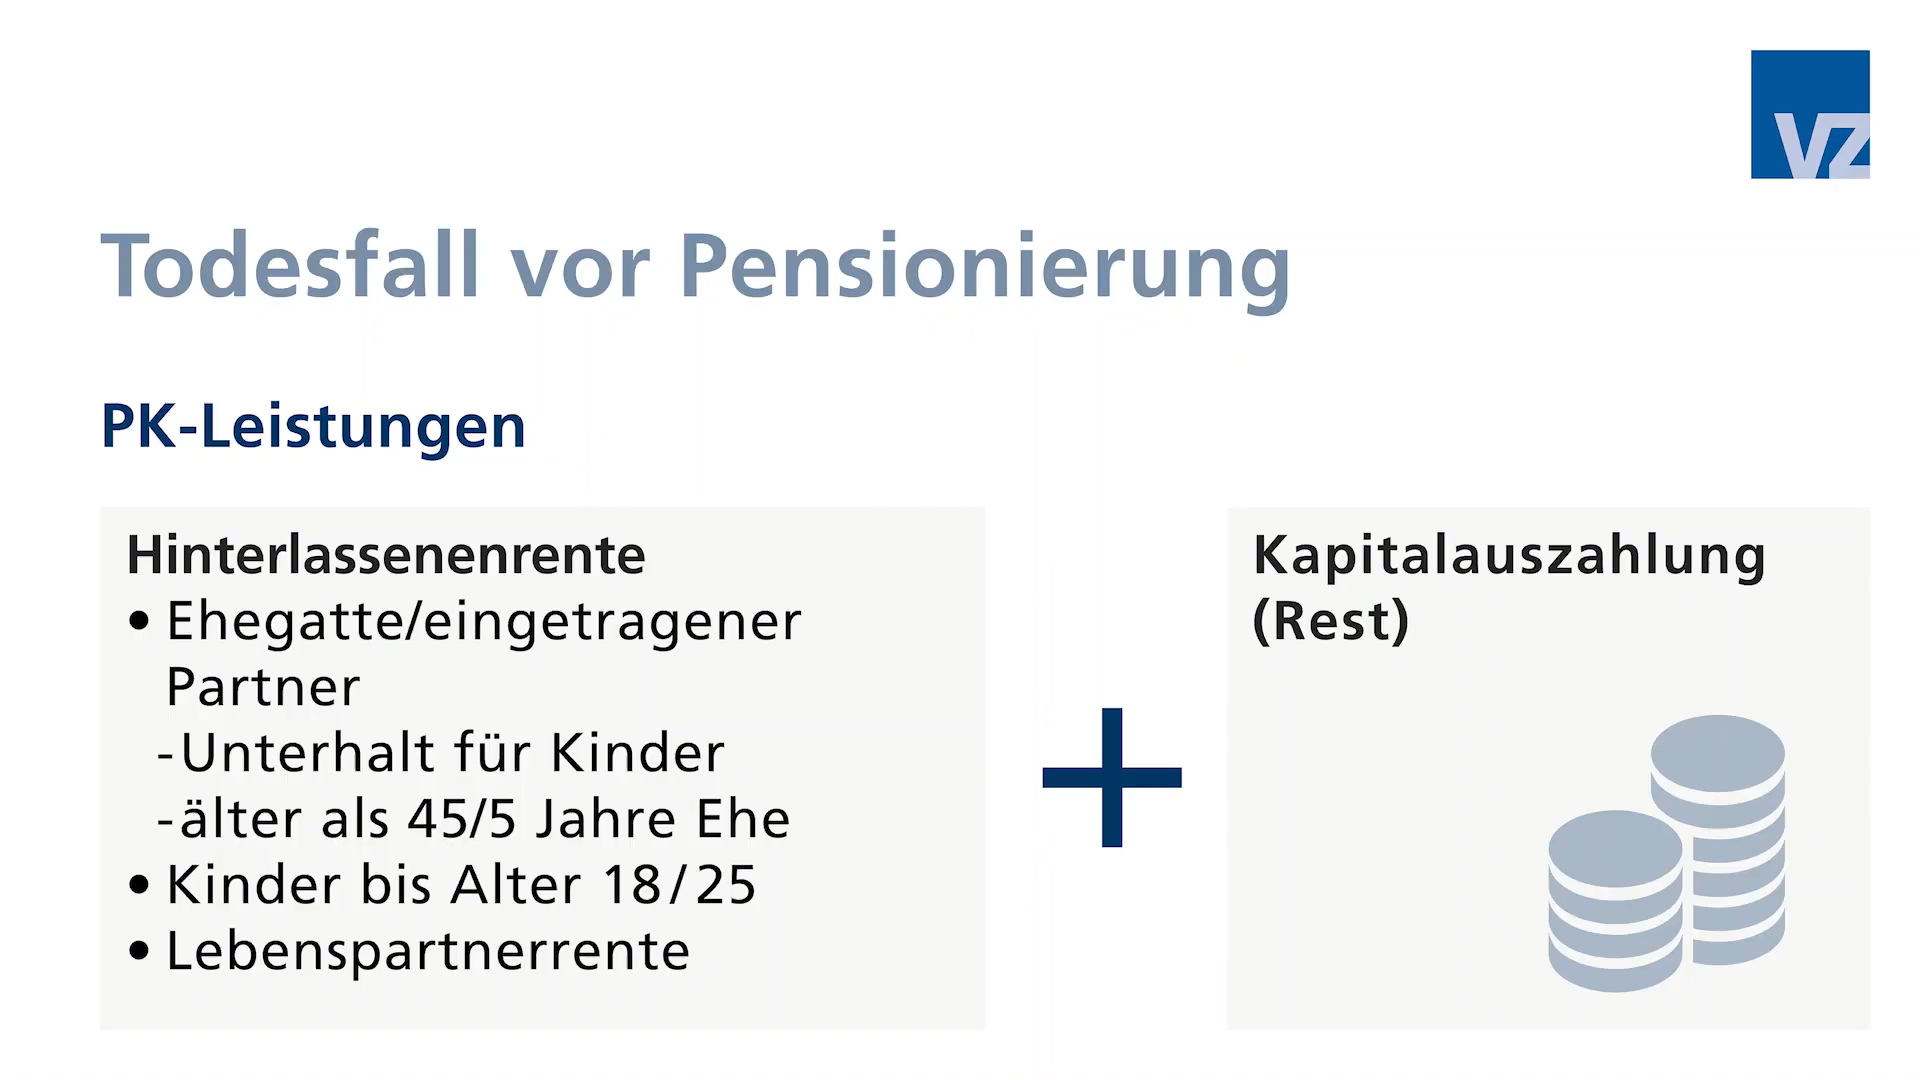 VZ
Todesfall vor Pensionierung
PK-Leistungen
Hinterlassenenrente
• Ehegatte/eingetragener
Partner
-Unterhalt für Kinder
-älter als 45/5 Jahre Ehe
• Kinder bis Alter 18/25
• Lebenspartnerrente
Kapitalauszahlung
(Rest)